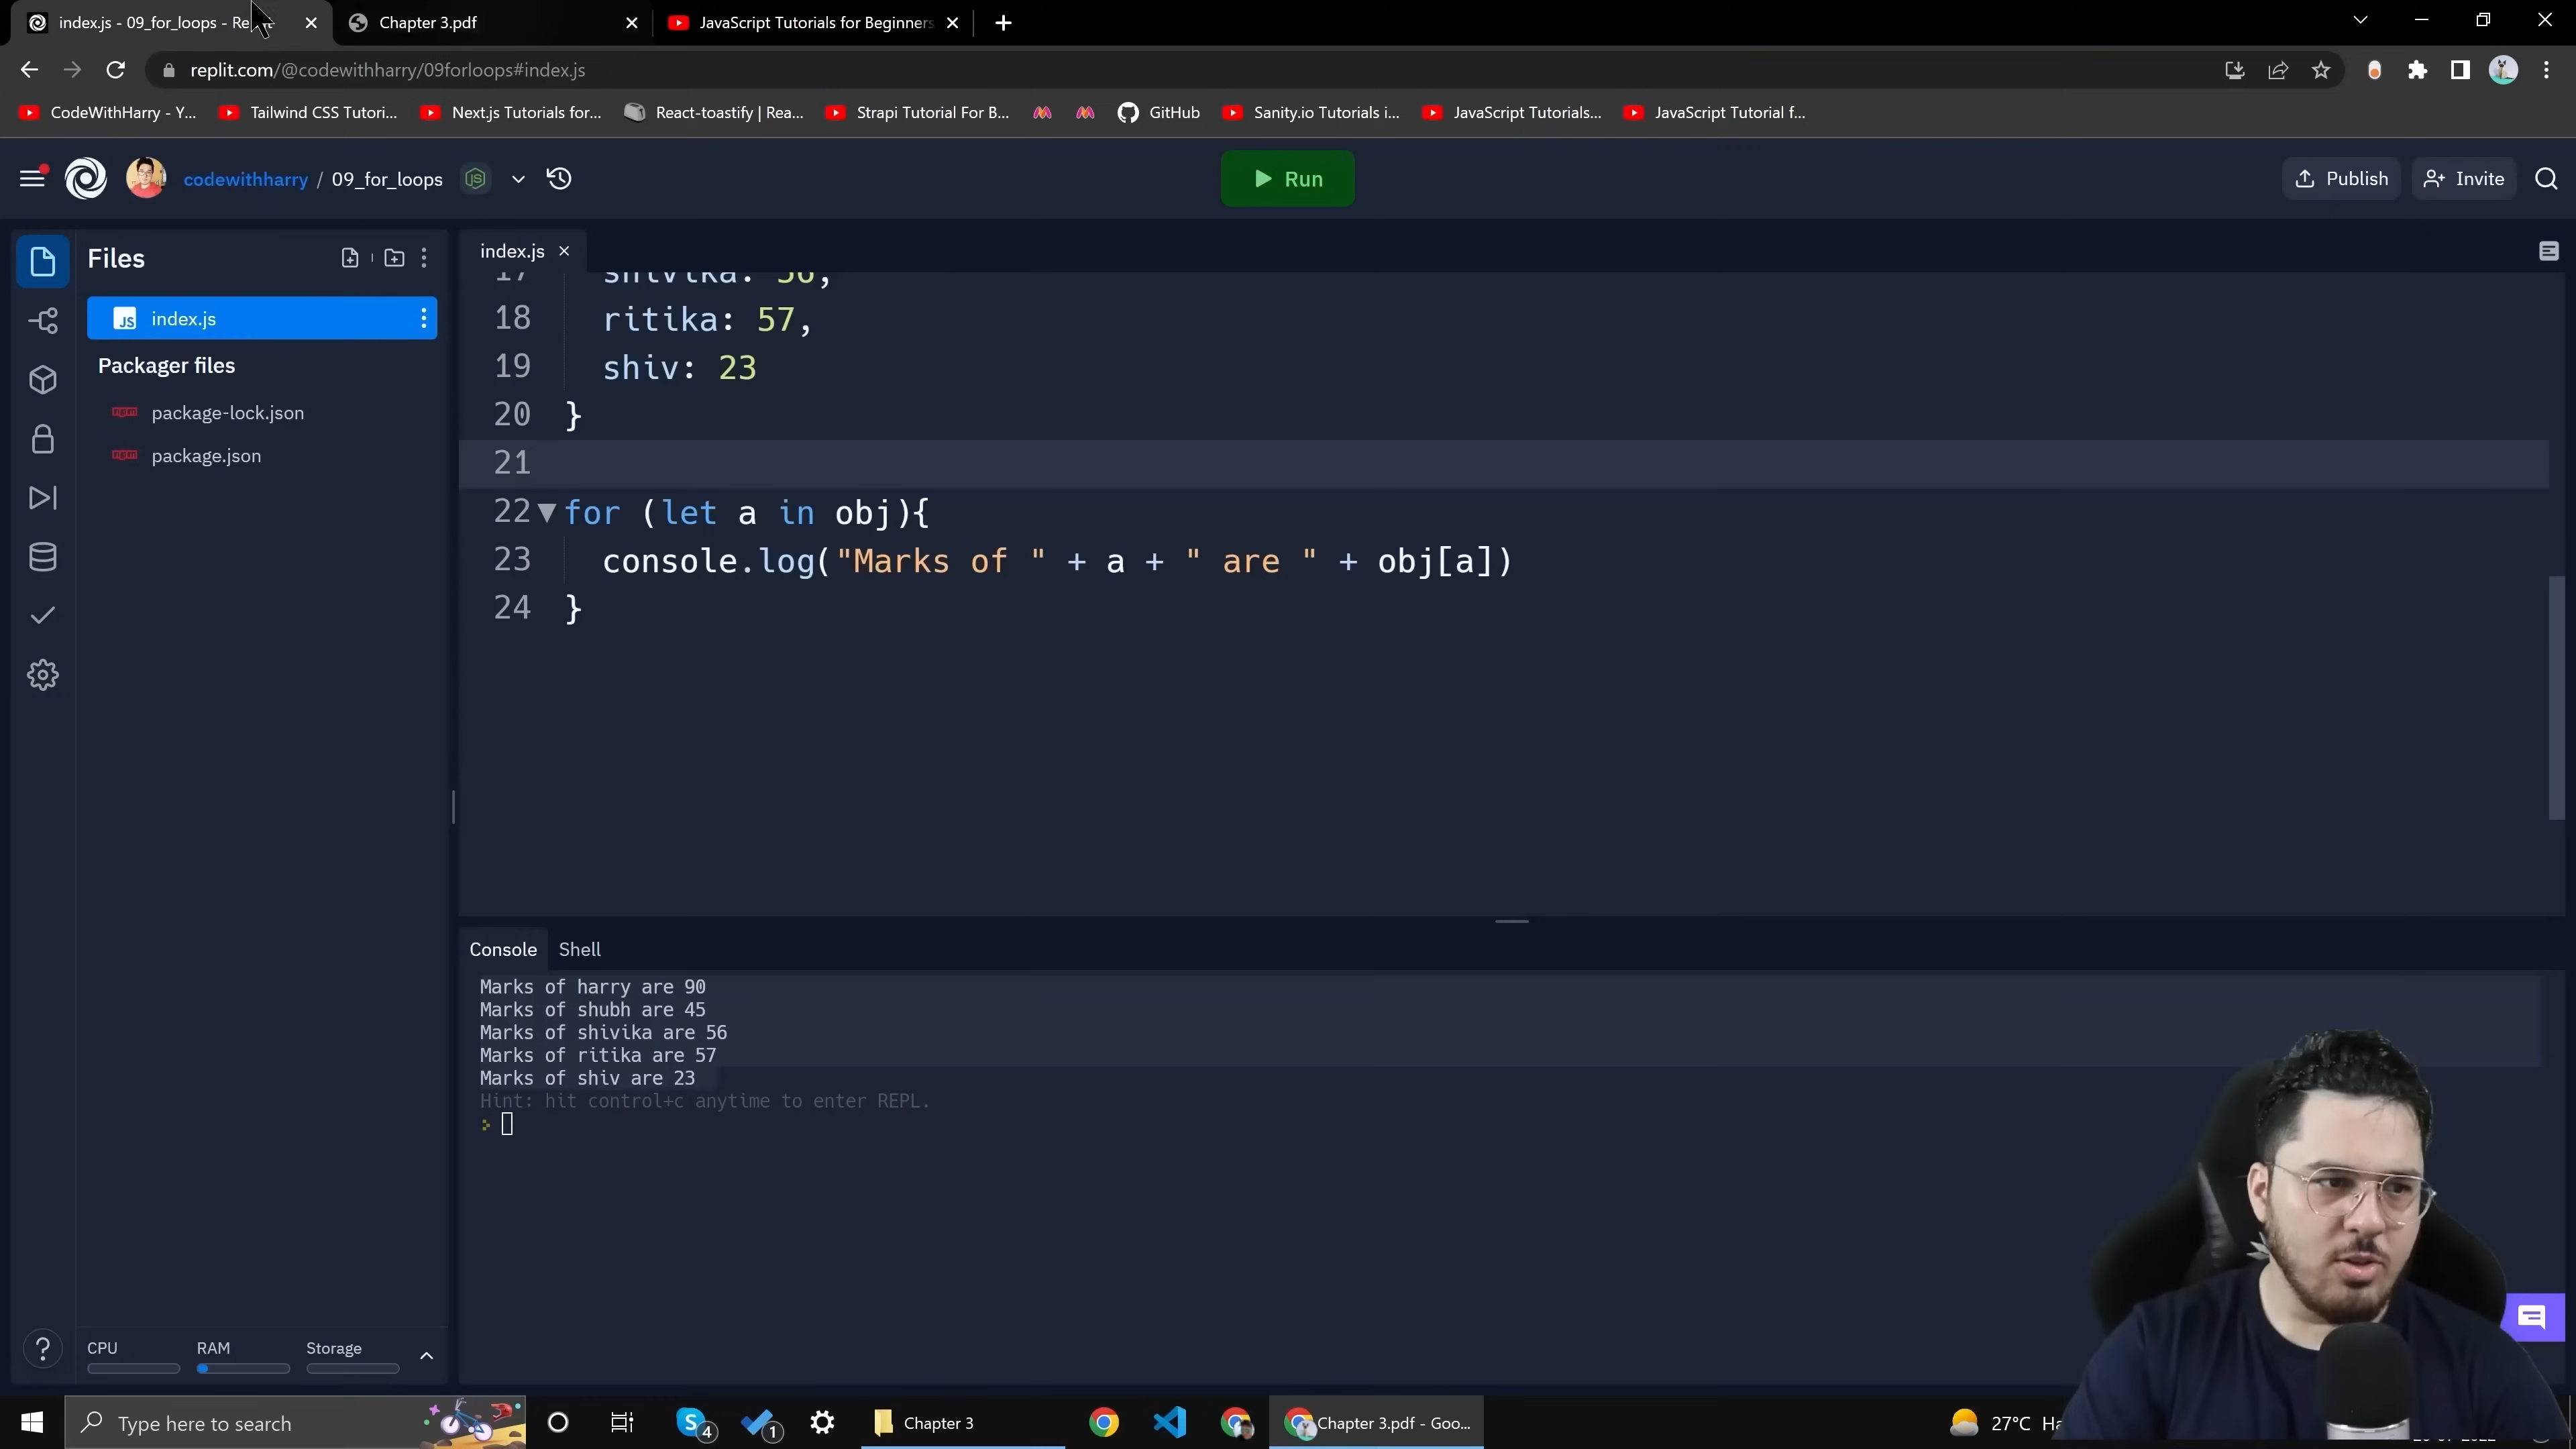 index.js - 09_for_loops - Re
Chapter 3.pdf
JavaScript Tutorials for Beginners
replit.com/@codewithharry/09forloops#index.js
CodeWithHarry - Y...
Tailwind CSS Tutori...
Next.js Tutorials for...
React-toastify | Rea...
Strapi Tutorial For B...
GitHub
Sanity.io Tutorials i...
JavaScript Tutorials...
JavaScript Tutorial f...
codewithharry / 09_for_loops
Run
Publish
Invite
Files
index.js
Packager files
package-lock.json
package.json
index.js
17 shivika: 56,
18 ritika: 57,
19 shiv: 23
20 }
21
22 for (let a in obj){
23 console.log("Marks of " + a + " are " + obj[a])
24 }
Console
Shell
Marks of harry are 90
Marks of shubh are 45
Marks of shivika are 56
Marks of ritika are 57
Marks of shiv are 23
Hint: hit control+c anytime to enter REPL.
CPU
RAM
Storage
Type here to search
4
1
Chapter 3
Chapter 3.pdf - Goo...
27°C